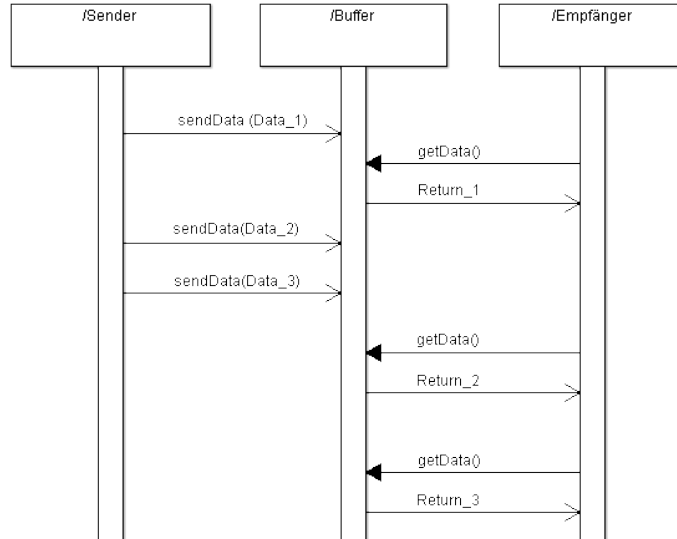 /Sender
/Buffer
/Empfänger
sendData (Data_1)
getData()
Return_1
sendData(Data_2)
sendData(Data_3)
getData()
Return_2
getData()
Return_3